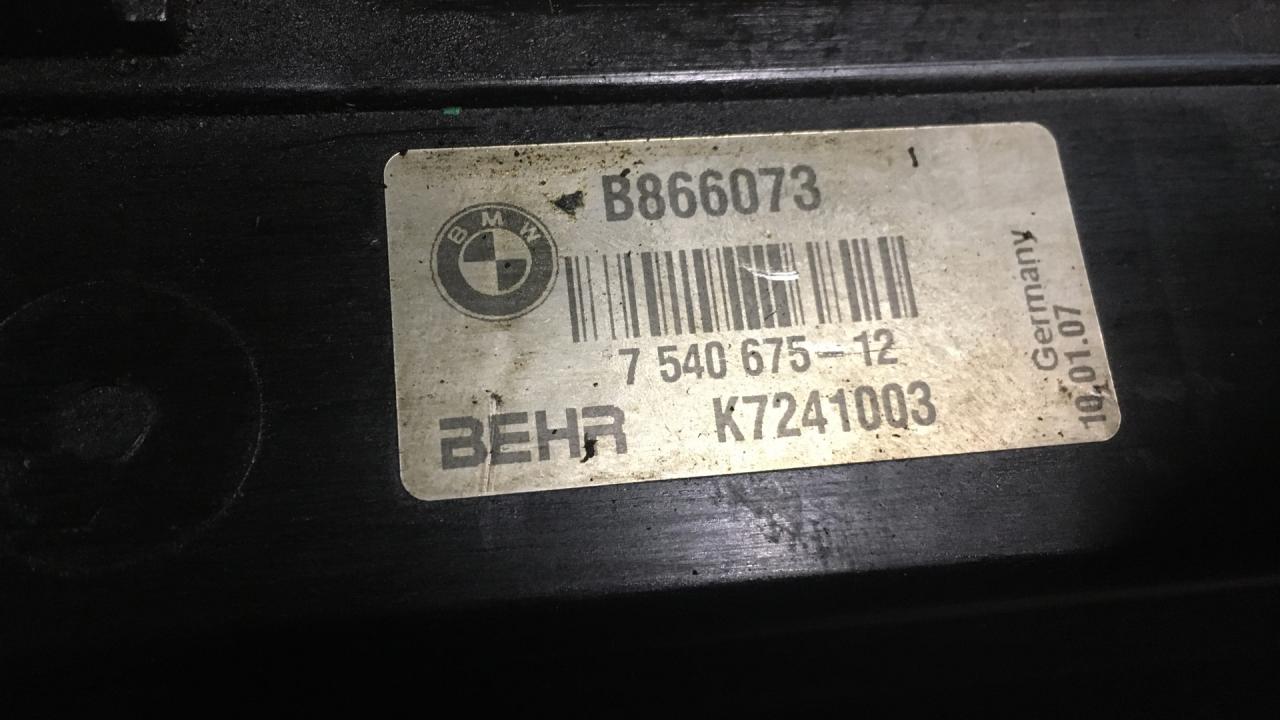 B866073
BMW
7 540 675-12
BEHR K7241003
Germany
10.01.07